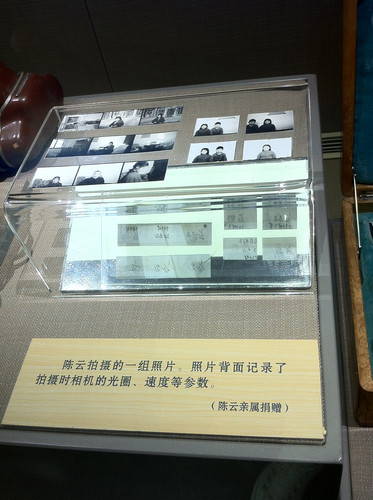 陈云拍摄的一组照片。照片背面记录了
拍摄时相机的光圈、速度等参数。
（陈云亲属捐赠）